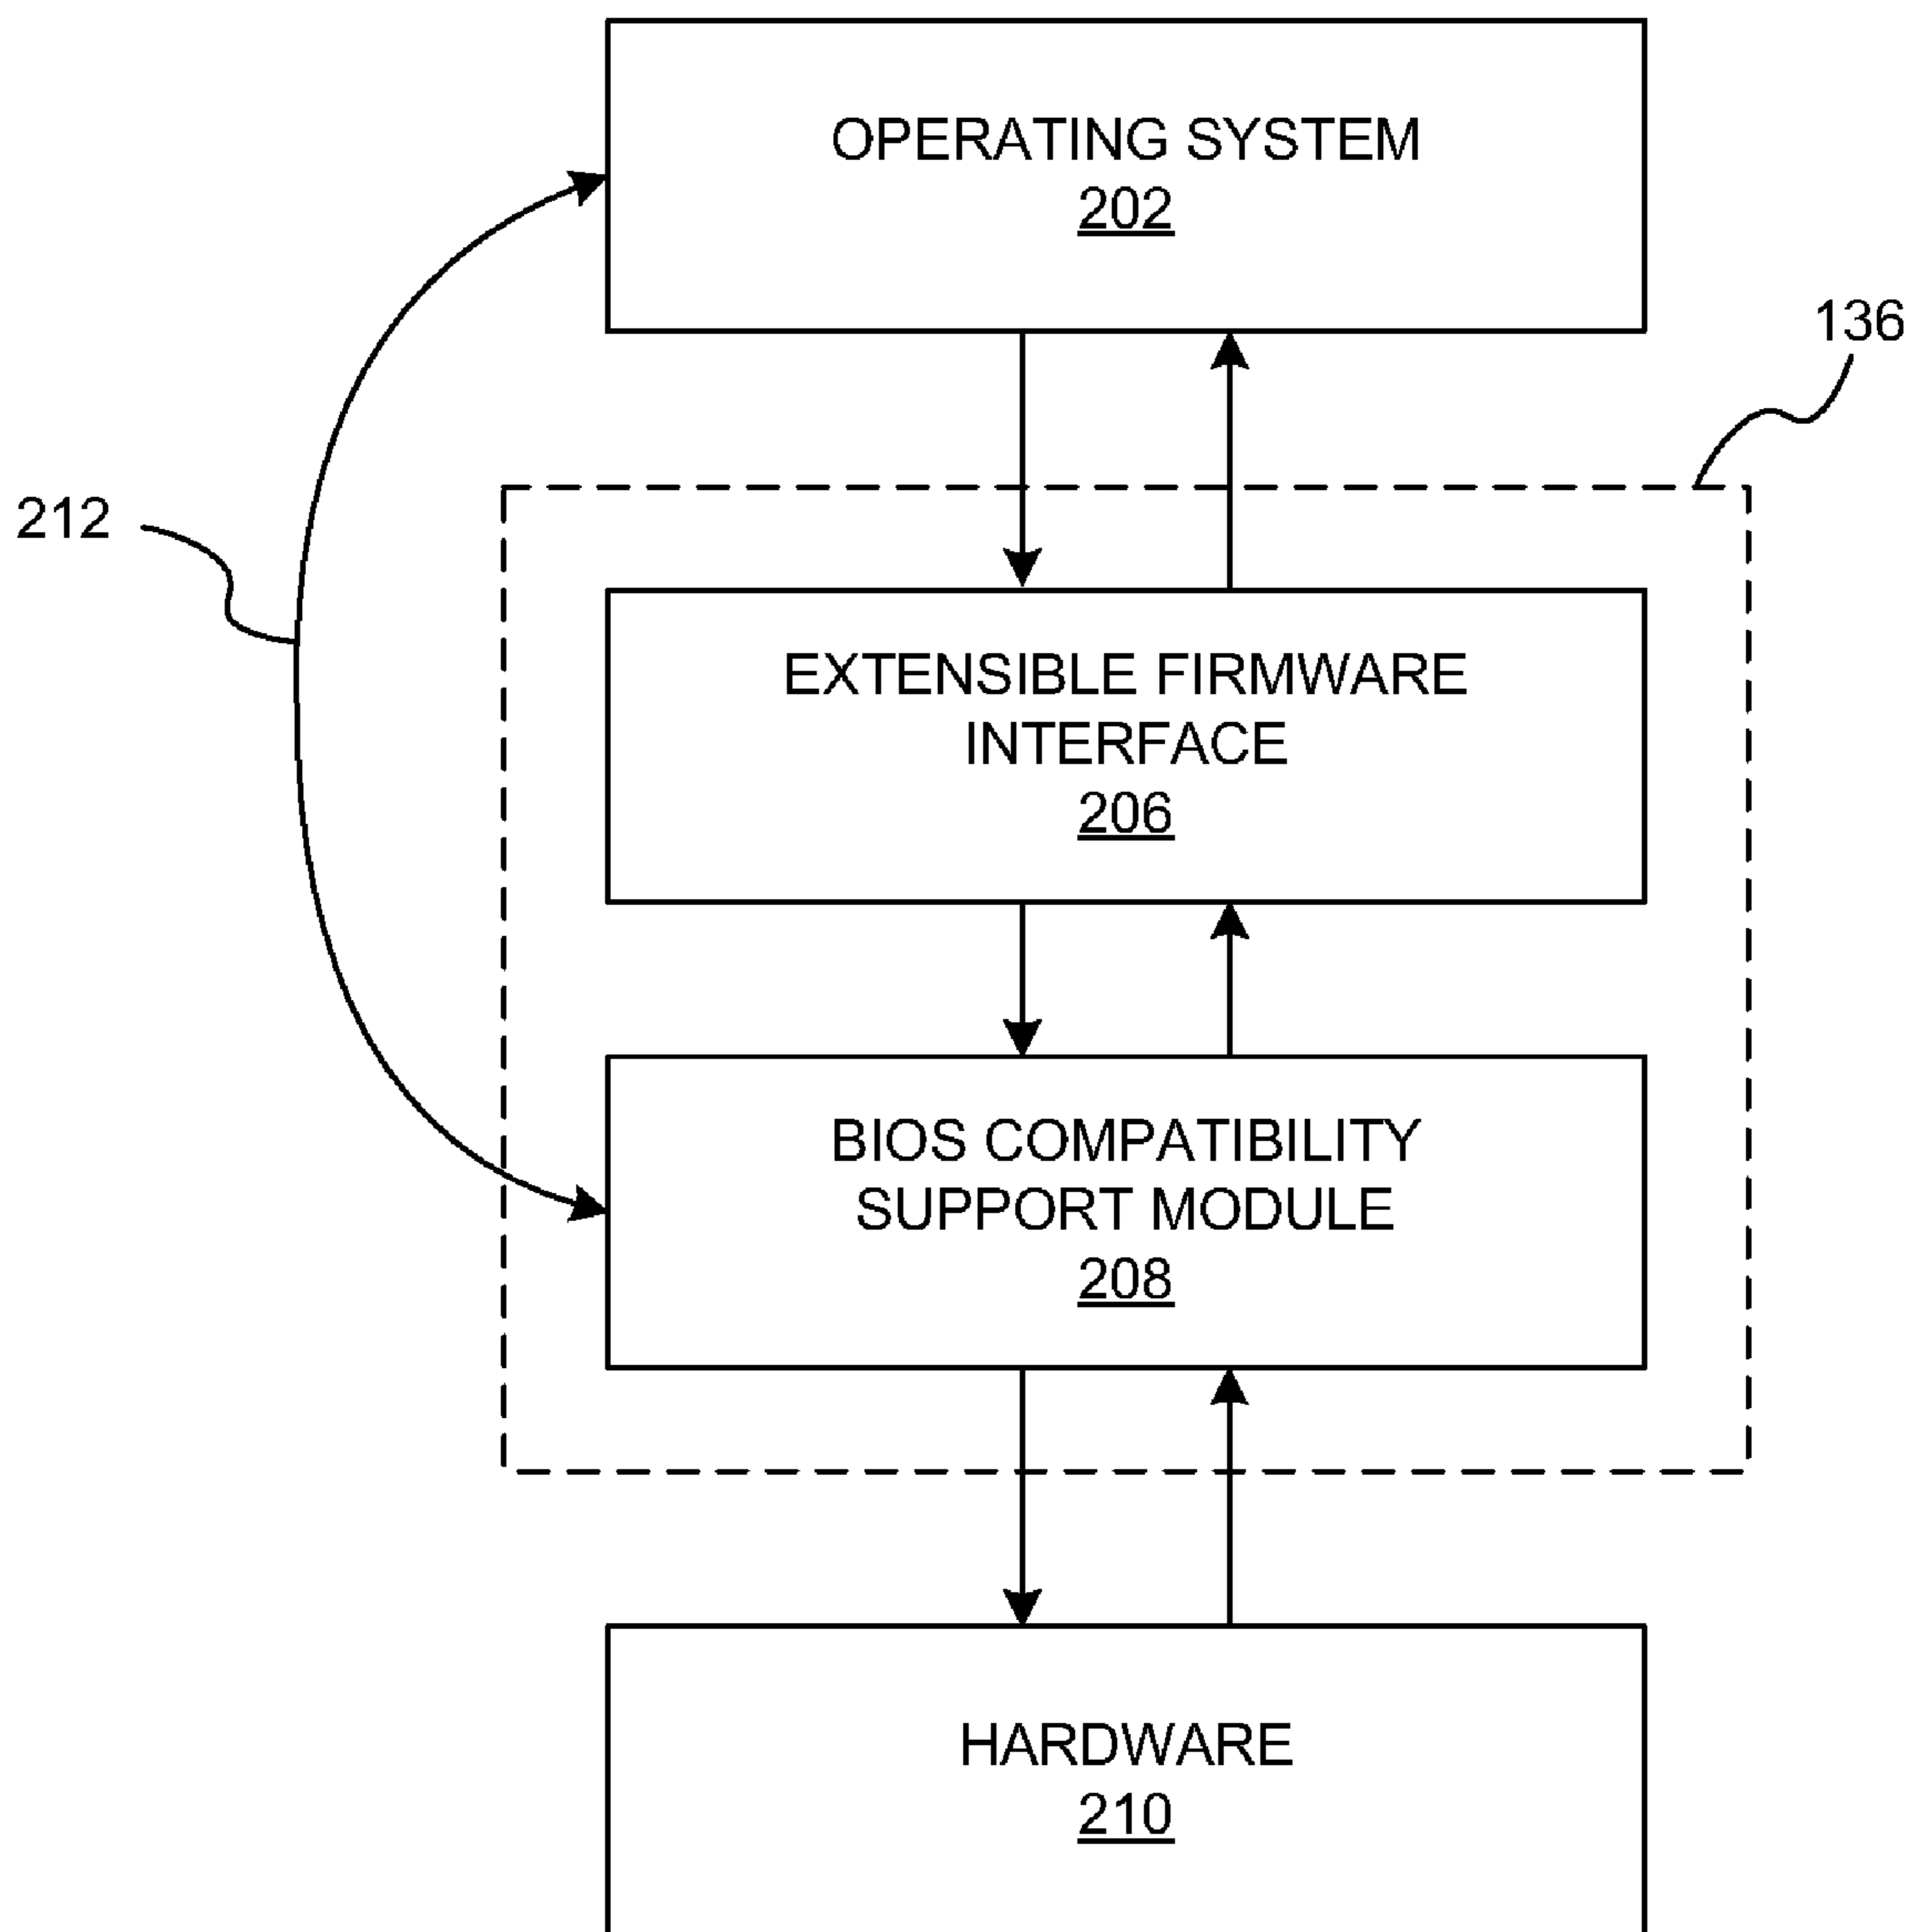 OPERATING SYSTEM
202
136
212
EXTENSIBLE FIRMWARE
INTERFACE
206
BIOS COMPATIBILITY
SUPPORT MODULE
208
HARDWARE
210